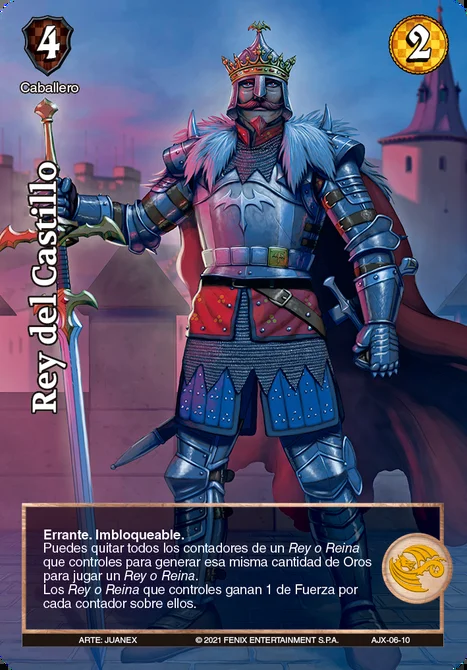 4
2
Caballero
Rey del Castillo
Errante. Imbloqueable.
Puedes quitar todos los contadores de un Rey o Reina
que controles para generar esa misma cantidad de Oros
para jugar un Rey o Reina.
Los Rey o Reina que controles ganan 1 de Fuerza por
cada contador sobre ellos.
ARTE: JUANEX
© 2021 FENIX ENTERTAINMENT S.P.A.
AJX-06-10